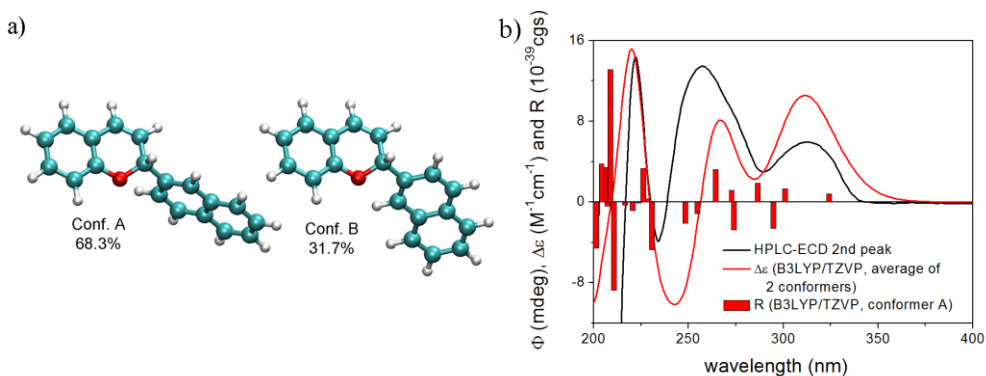 a)
Conf. A
68.3%
Conf. B
31.7%
b)
Φ (mdeg), Δε (M⁻¹cm⁻¹) and R (10⁻³⁹cgs)
16
8
0
-8
HPLC-ECD 2nd peak
Δε (B3LYP/TZVP, average of
2 conformers)
R (B3LYP/TZVP, conformer A)
200 250 300 350 400
wavelength (nm)